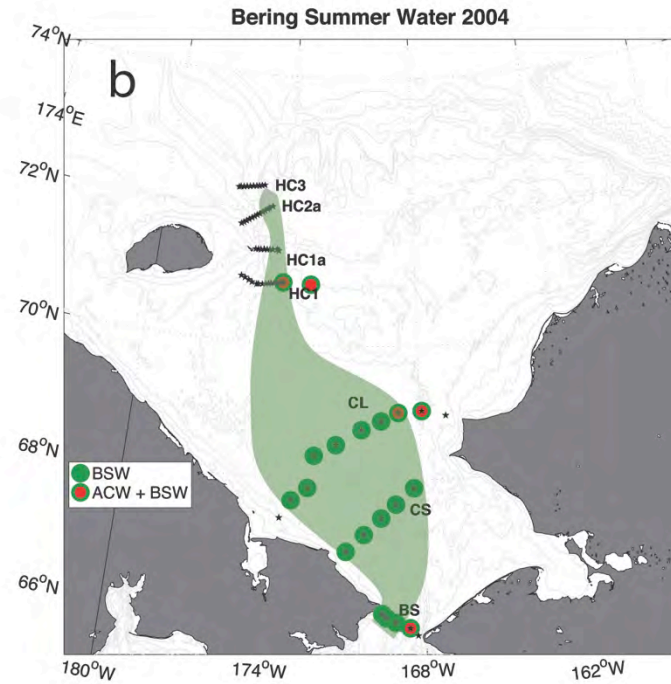 Bering Summer Water 2004
74°N
b
174°E
72°N
HC3
HC2a
HC1a
HC1
70°N
CL
68°N
BSW
ACW + BSW
CS
66°N
BS
180°W
174°W
168°W
162°W